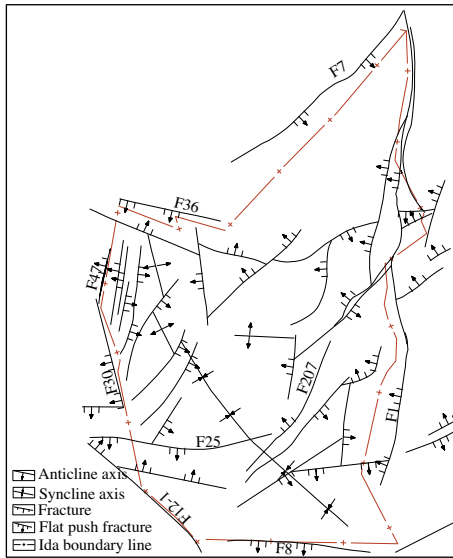 F7
F36
F47
F30
F207
F1
F25
Anticline axis
Syncline axis
Fracture
Flat push fracture
Ida boundary line
F12-1
F8